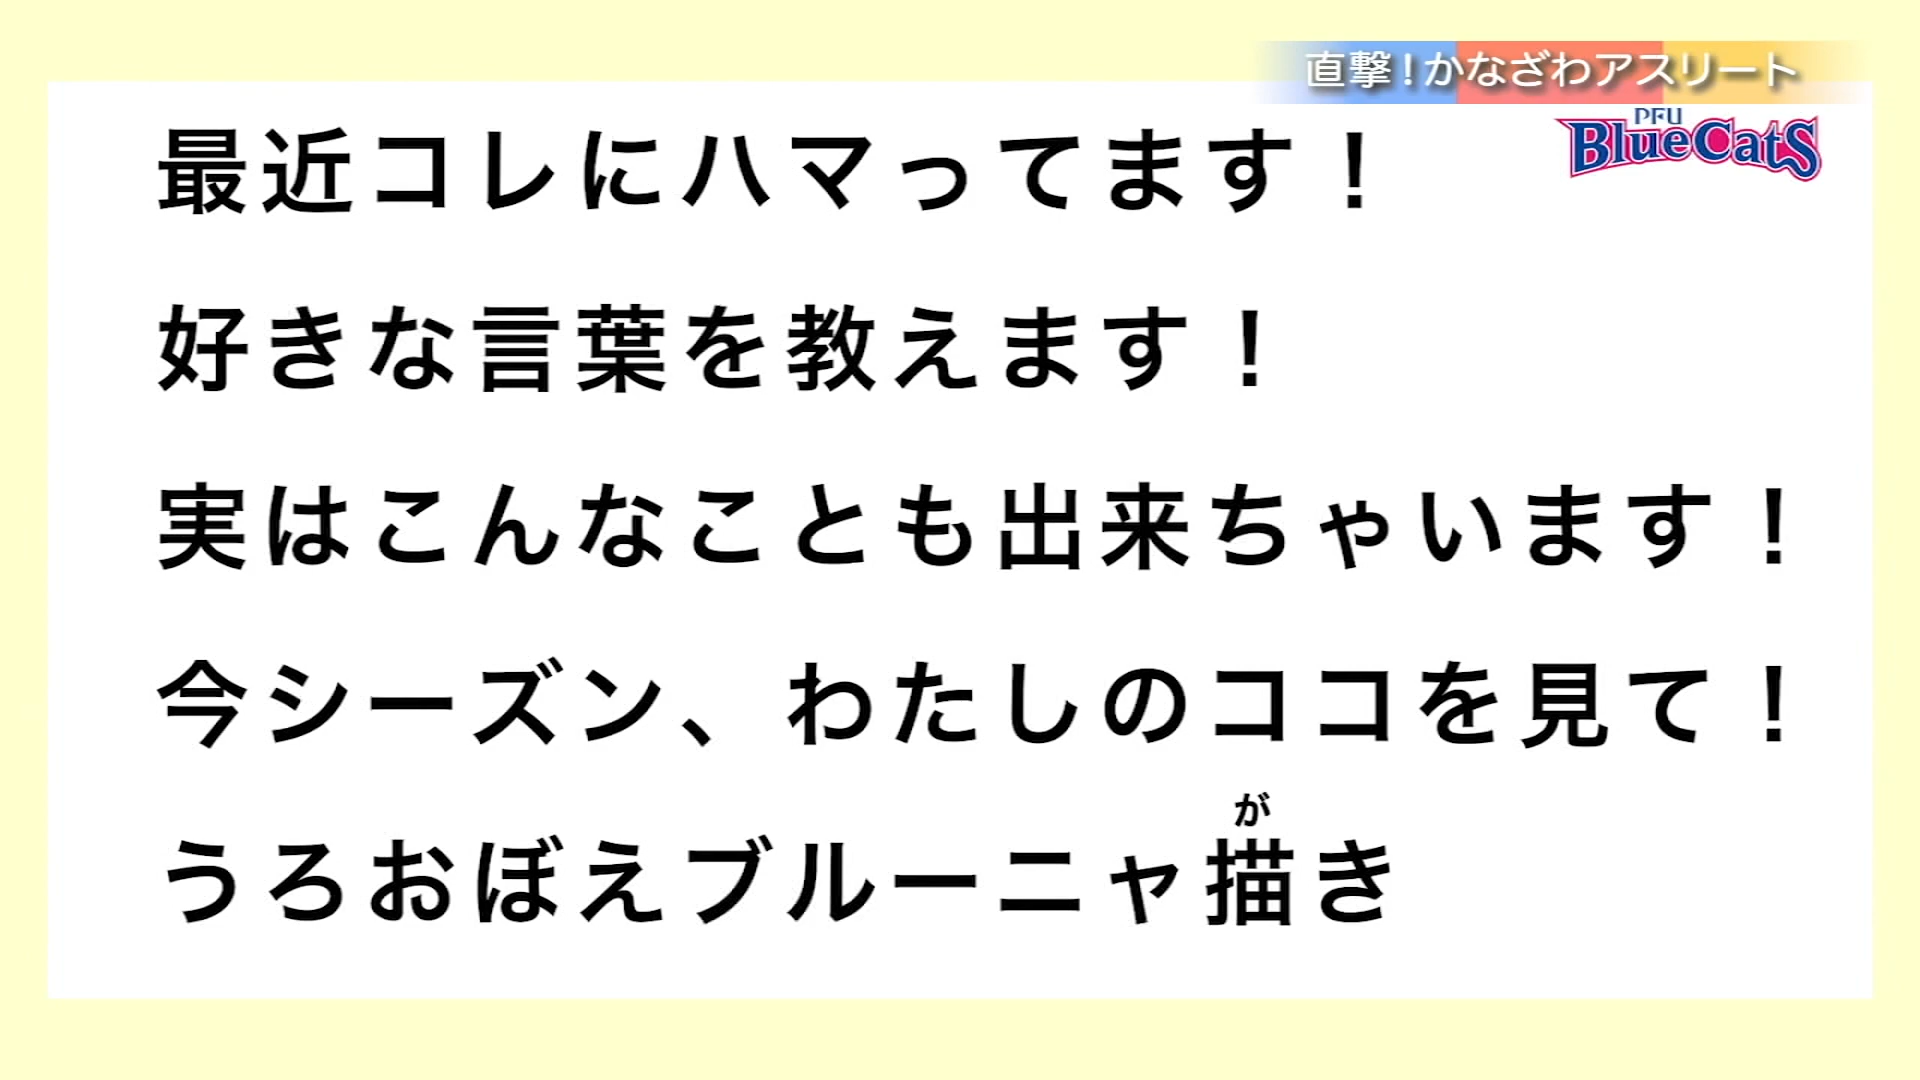 直撃！かなざわアスリート
PFU
BlueCats
最近コレにハマってます！
好きな言葉を教えます！
実はこんなことも出来ちゃいます！
今シーズン、わたしのココを見て！
が
うろおぼえブルーニャ描き